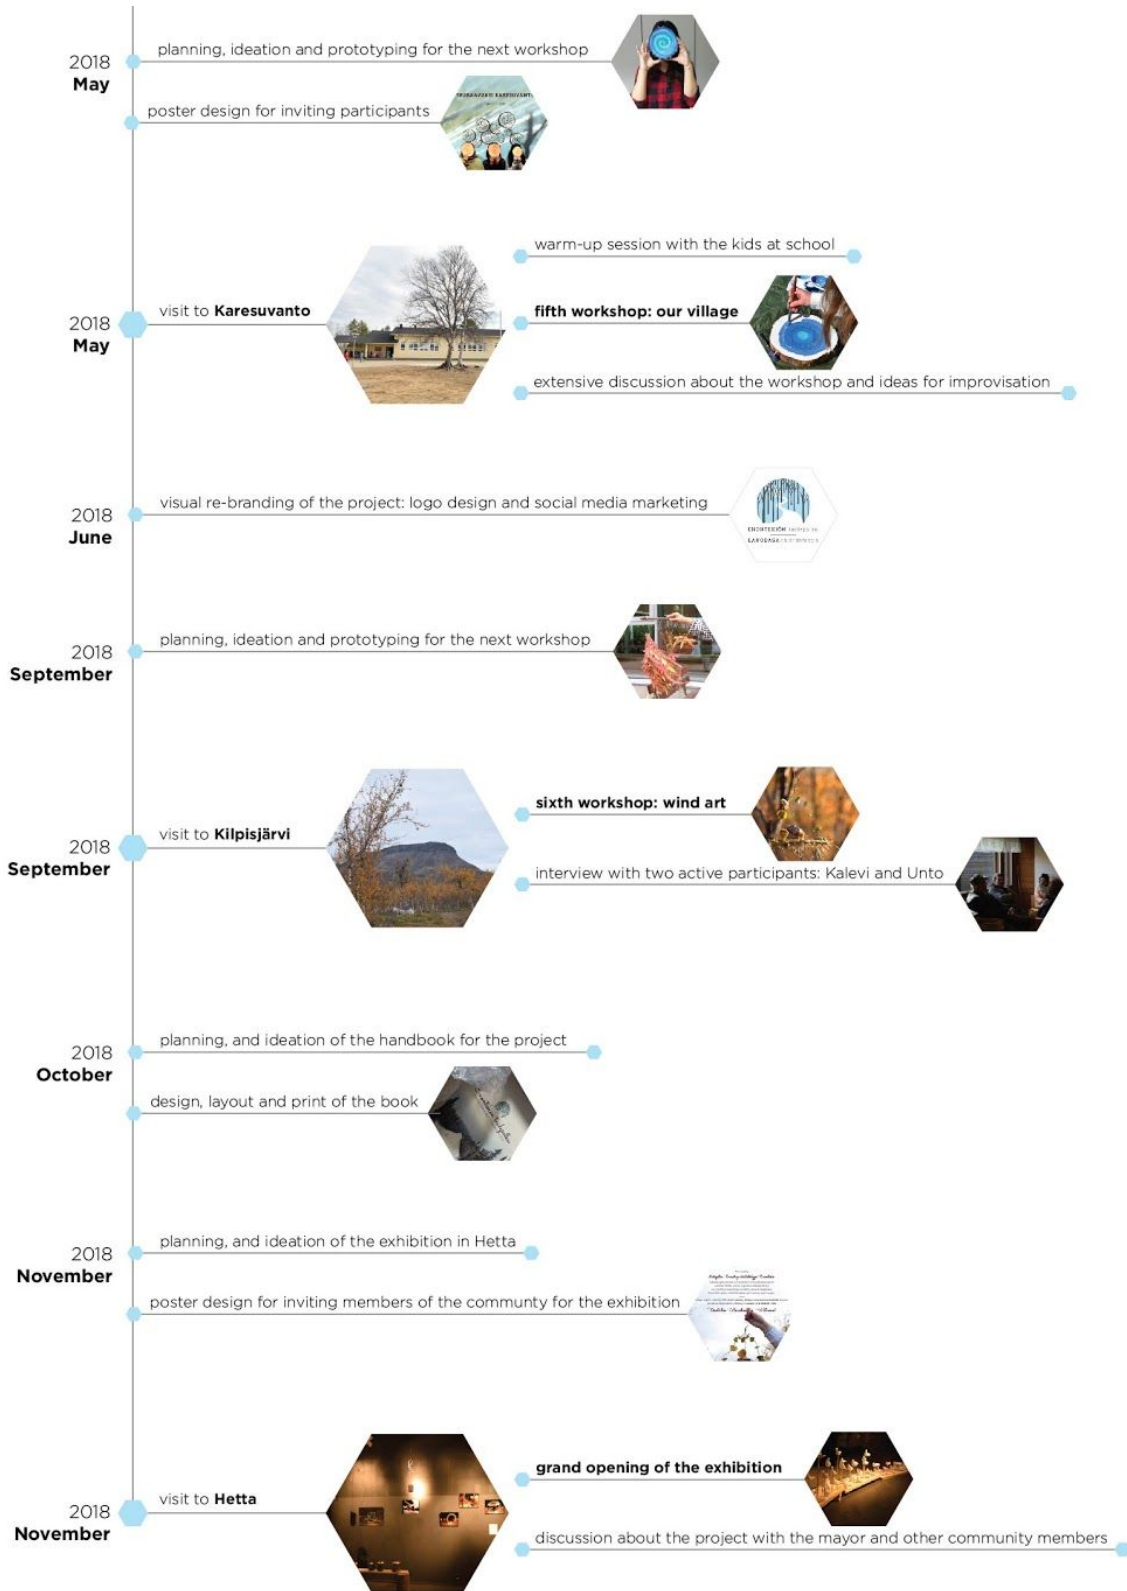 planning, ideation and prototyping for the next workshop
2018
May
poster design for inviting participants
warm-up session with the kids at school
visit to Karesuvanto
fifth workshop: our village
2018
May
extensive discussion about the workshop and ideas for improvisation
visual re-branding of the project: logo design and social media marketing
2018
June
planning, ideation and prototyping for the next workshop
2018
September
sixth workshop: wind art
visit to Kilpisjärvi
2018
September
interview with two active participants: Kalevi and Unto
planning, and ideation of the handbook for the project
2018
October
design, layout and print of the book
planning, and ideation of the exhibition in Hetta
2018
November
poster design for inviting members of the communty for the exhibition
grand opening of the exhibition
visit to Hetta
2018
November
discussion about the project with the mayor and other community members